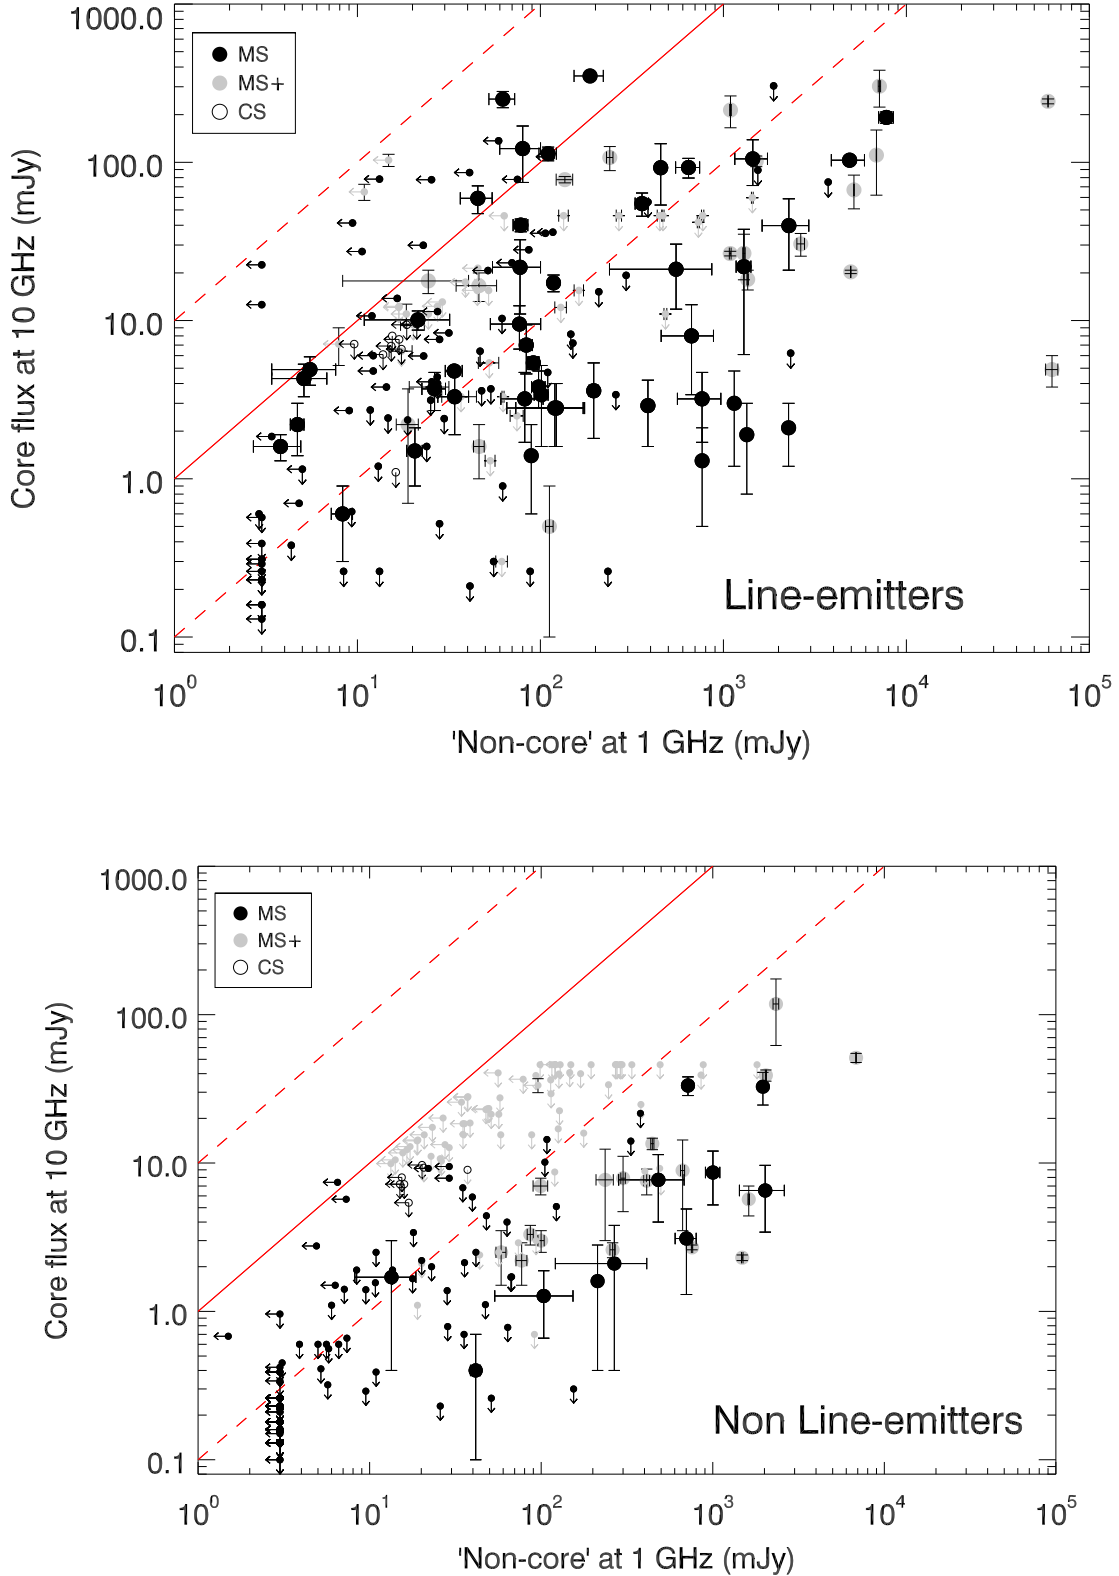 1000.0
100.0
10.0
1.0
0.1
Core flux at 10 GHz (mJy)
MS
MS+
CS
Line-emitters
10^0 10^1 10^2 10^3 10^4 10^5
'Non-core' at 1 GHz (mJy)
1000.0
100.0
10.0
1.0
0.1
Core flux at 10 GHz (mJy)
MS
MS+
CS
Non Line-emitters
10^0 10^1 10^2 10^3 10^4 10^5
'Non-core' at 1 GHz (mJy)